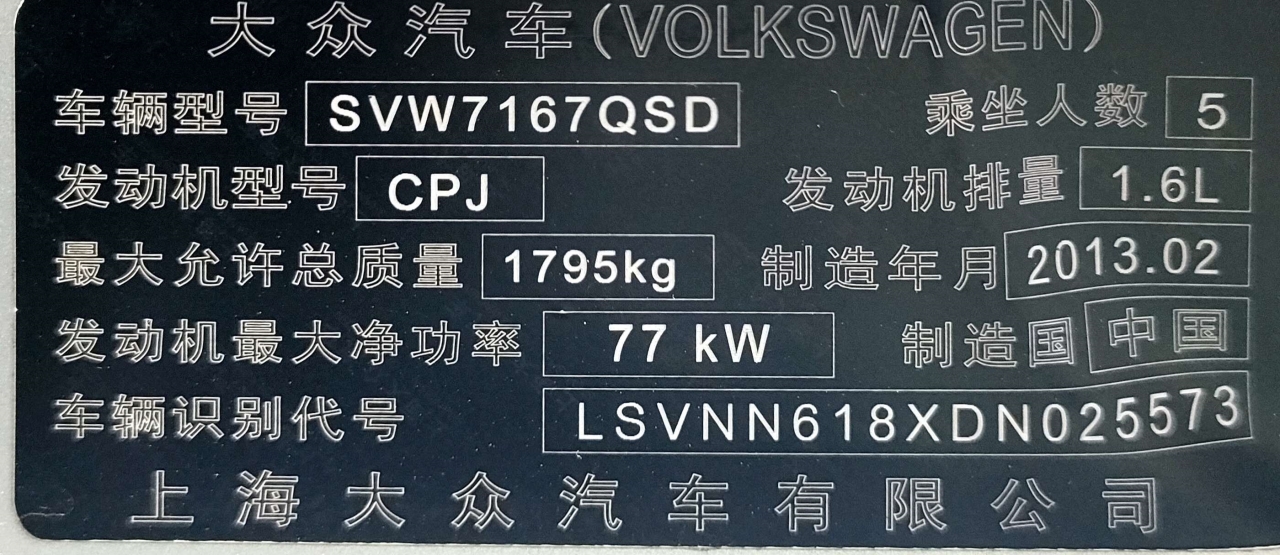 大众汽车(VOLKSWAGEN)
车辆型号 SVW7167QSD 乘坐人数 5
发动机型号 CPJ 发动机排量 1.6L
最大允许总质量 1795kg 制造年月 2013.02
发动机最大净功率 77 kW 制造国 中国
车辆识别代号 LSVNN618XDN025573
上海大众汽车有限公司